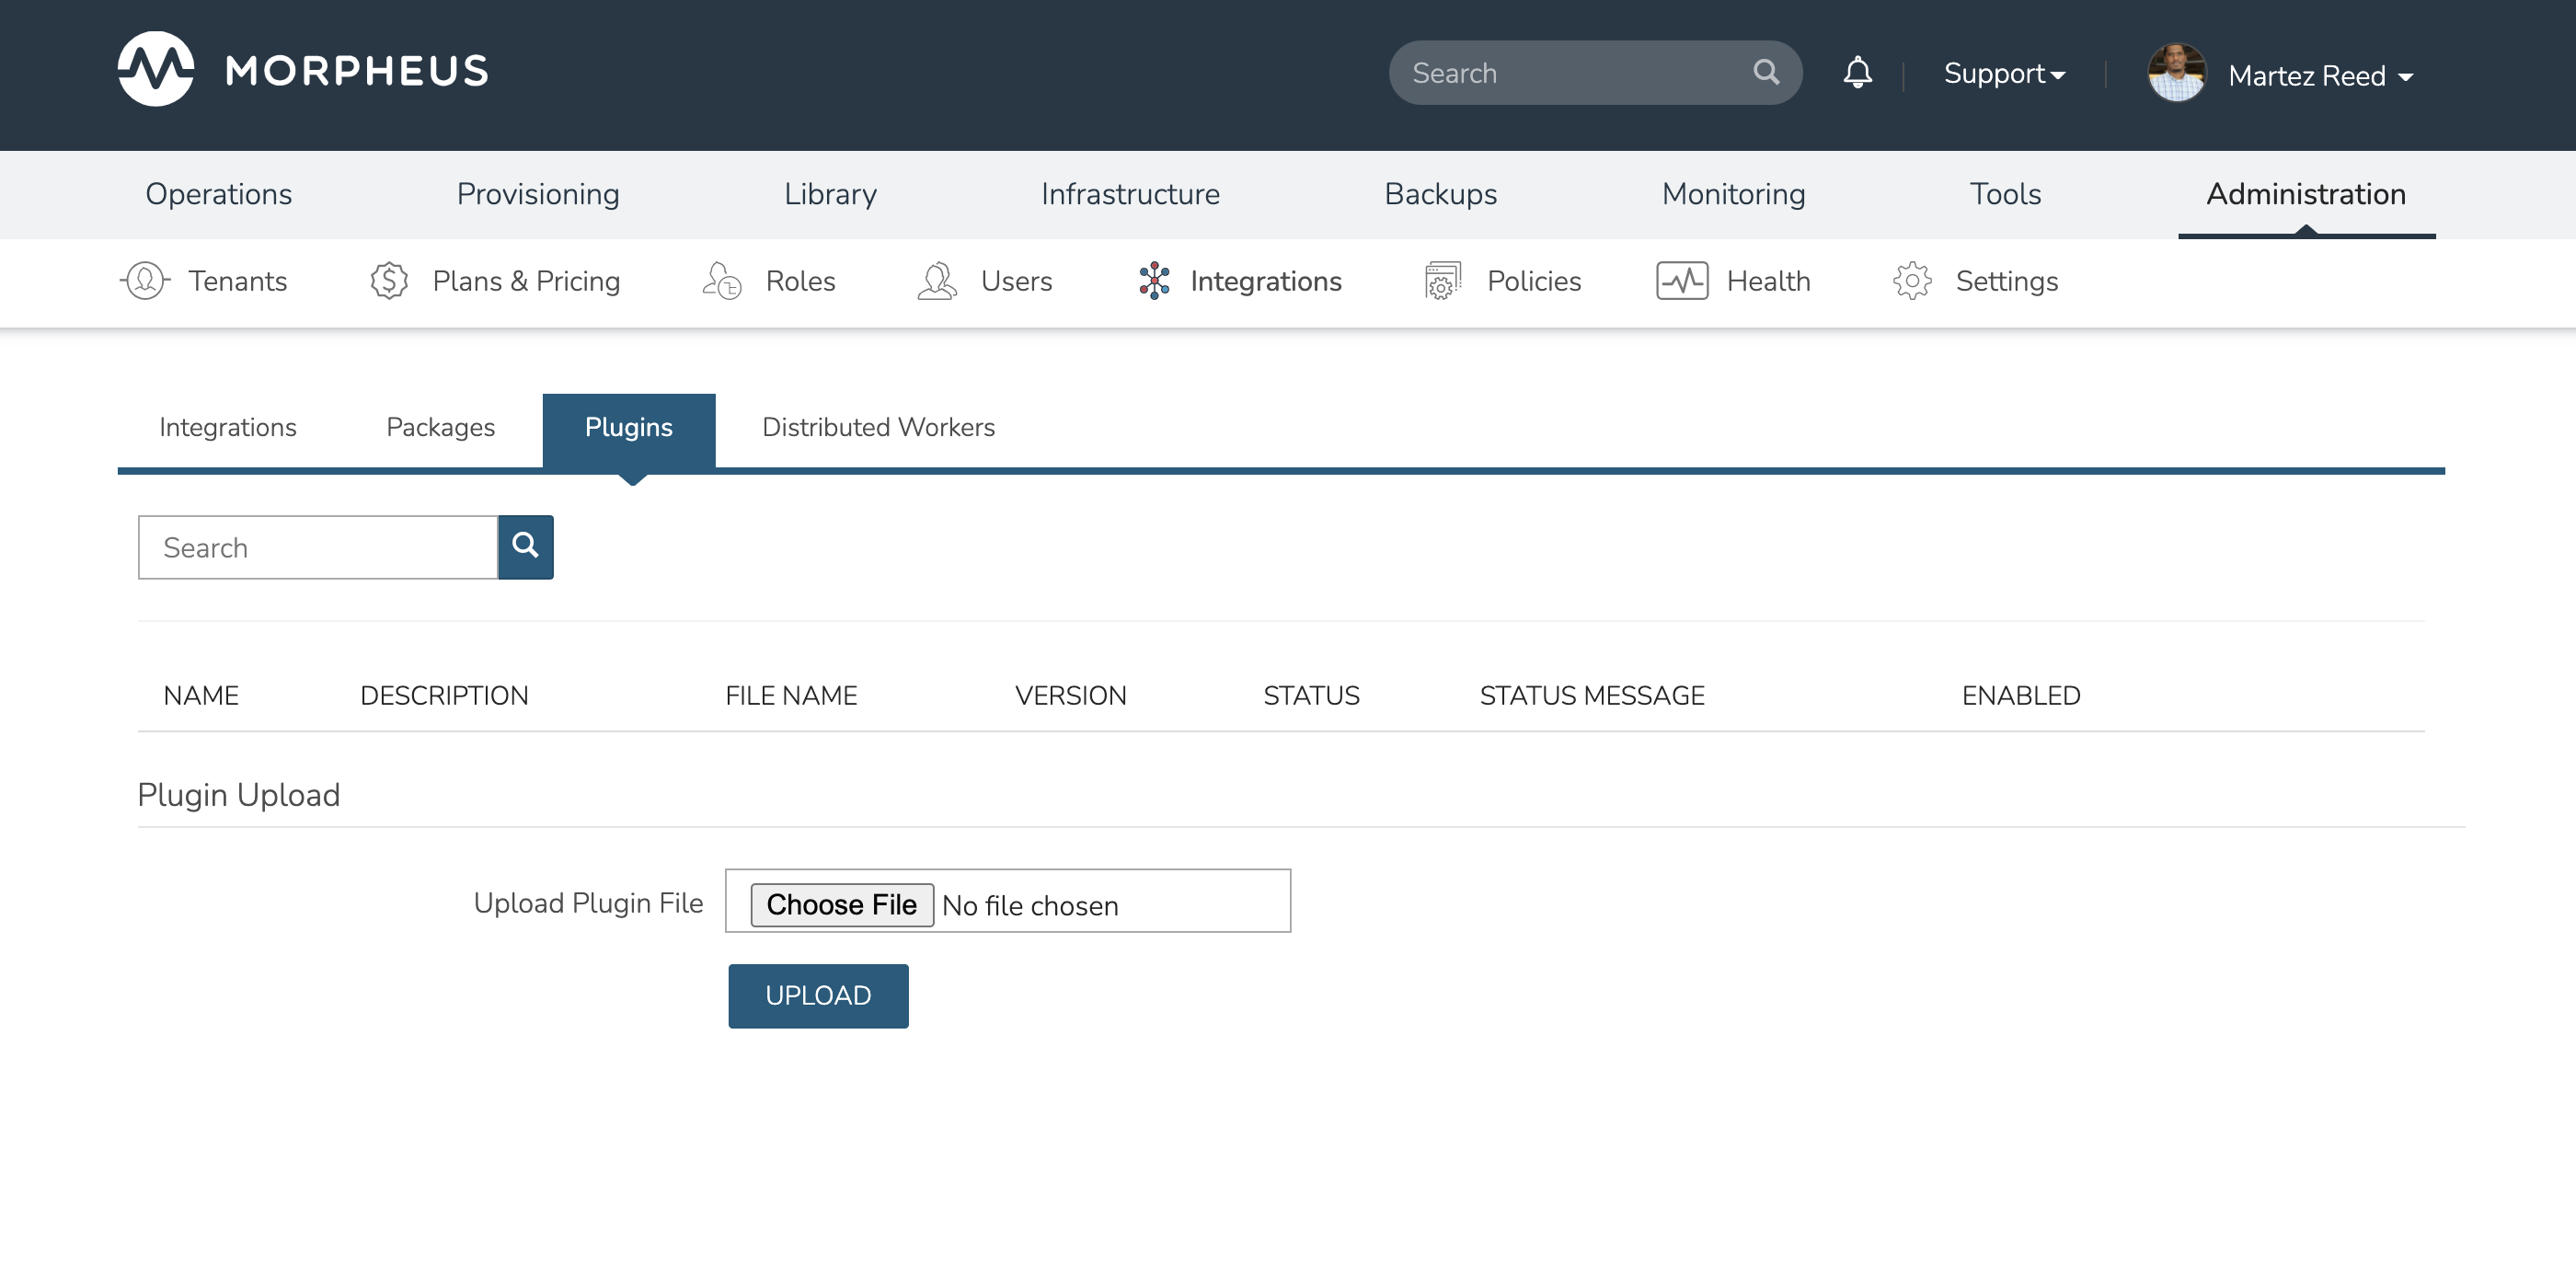 MORPHEUS
Search
Support
Martez Reed
Operations Provisioning Library Infrastructure Backups Monitoring Tools Administration
Tenants Plans & Pricing Roles Users Integrations Policies Health Settings
Integrations Packages Plugins Distributed Workers
Search
NAME DESCRIPTION FILE NAME VERSION STATUS STATUS MESSAGE ENABLED
Plugin Upload
Upload Plugin File Choose File No file chosen
UPLOAD